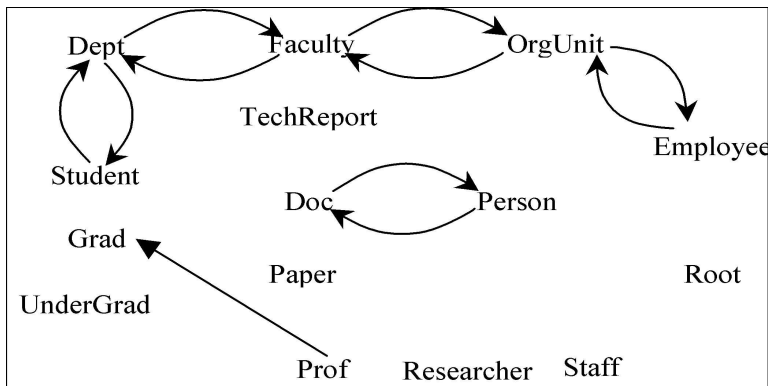 Dept Faculty OrgUnit
TechReport
Employee
Student
Doc Person
Grad
Paper Root
UnderGrad
Prof Researcher Staff